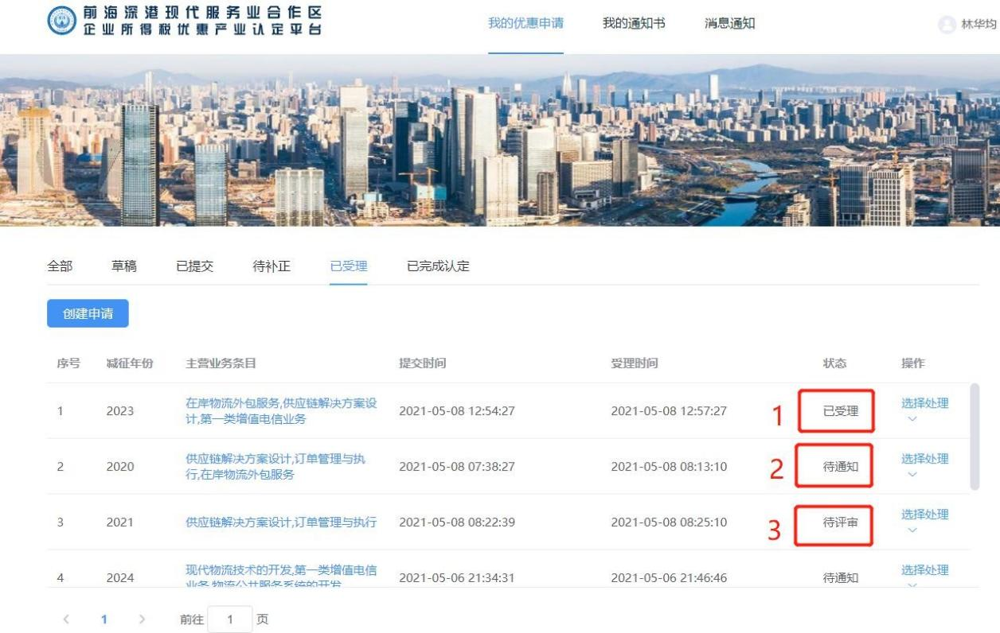 前海深港现代服务业合作区
企业所得税优惠产业认定平台
我的优惠申请 我的通知书 消息通知 林华均
全部 草稿 已提交 待补正 已受理 已完成认定
创建申请
序号 减征年份 主营业务条目 提交时间 受理时间 状态 操作
1 2023 在岸物流外包服务,供应链解决方案设 2021-05-08 12:54:27 2021-05-08 12:57:27 1 已受理 选择处理
计,第一类增值电信业务
2 2020 供应链解决方案设计,订单管理与执 2021-05-08 07:38:27 2021-05-08 08:13:10 2 待通知 选择处理
行,在岸物流外包服务
3 2021 供应链解决方案设计,订单管理与执行 2021-05-08 08:22:39 2021-05-08 08:25:10 3 待评审 选择处理
4 2024 现代物流技术的开发,第一类增值电信 2021-05-06 21:34:31 2021-05-06 21:46:46 待通知 选择处理
业务,物流公共服务系统的开发
1 前往 1 页